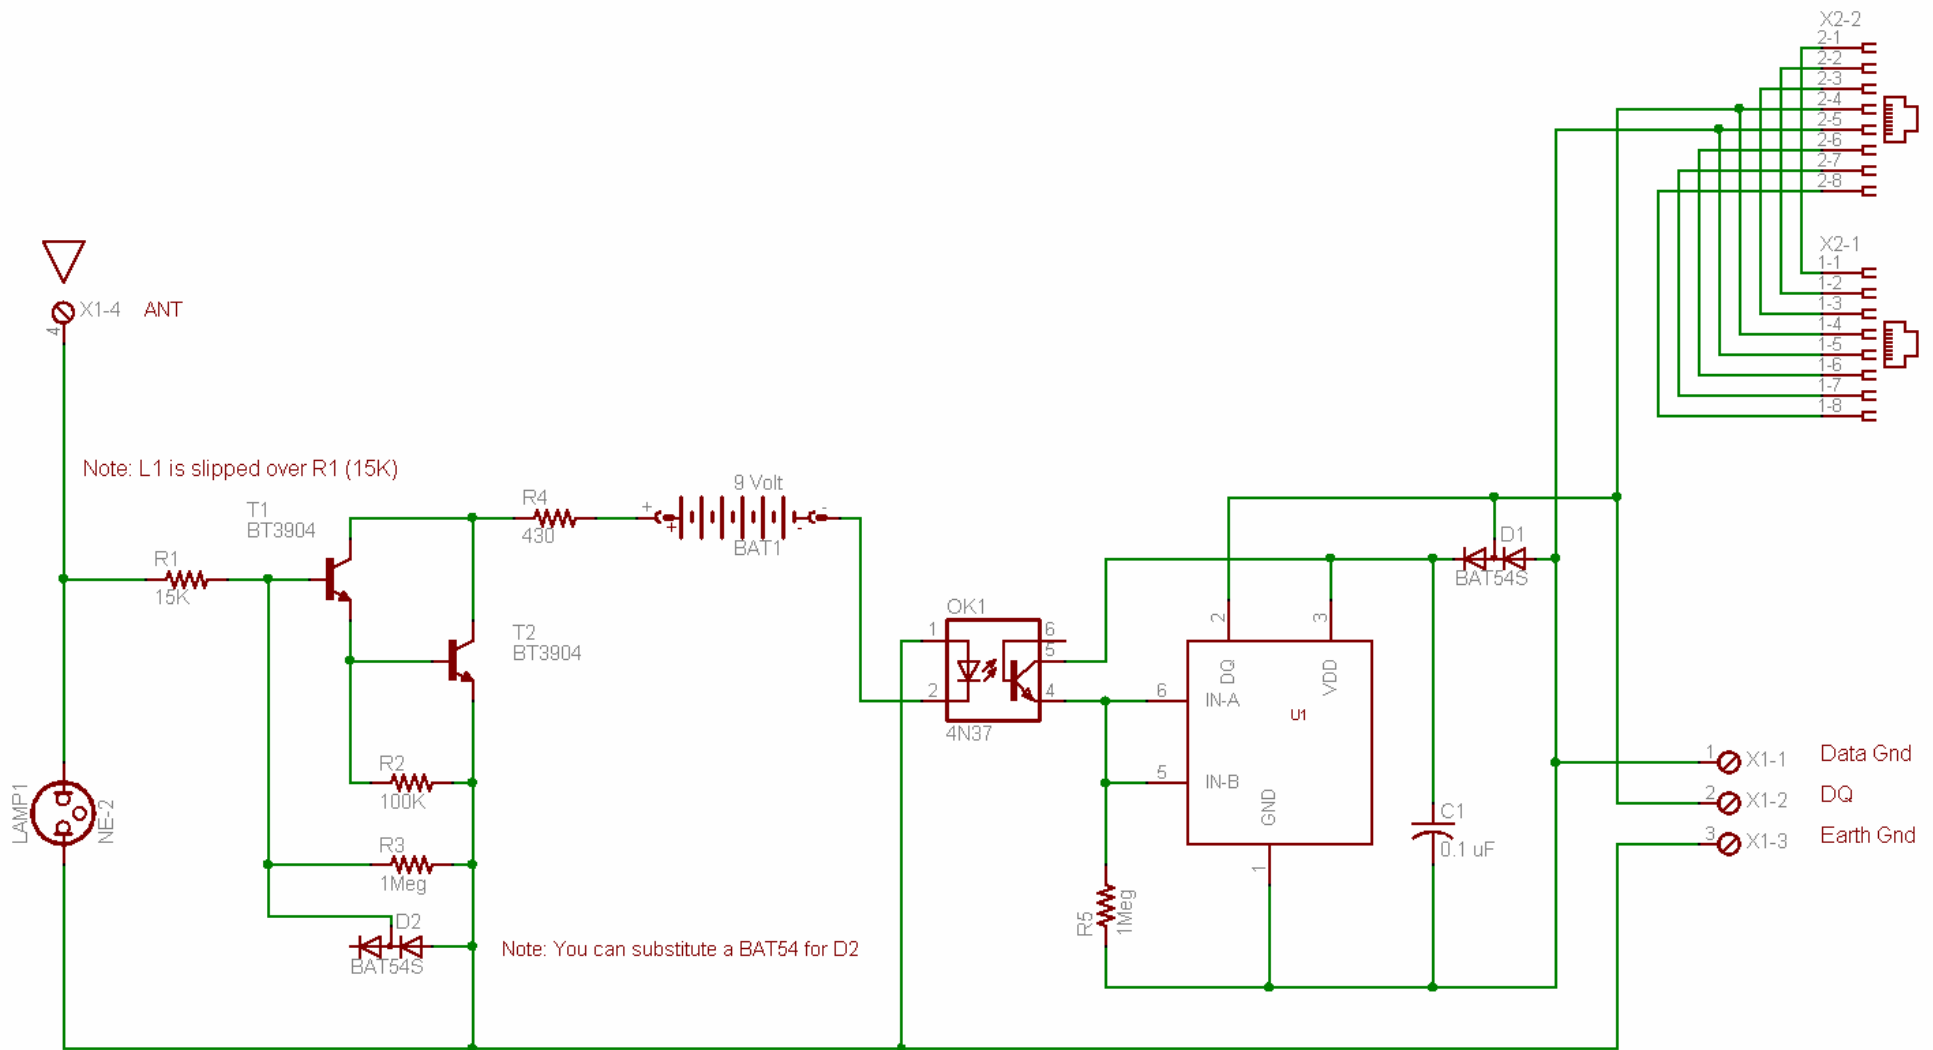 X2-2
2-1
2-2
2-3
2-4
2-5
2-6
2-7
2-8
X2-1
1-1
1-2
1-3
1-4
1-5
1-6
1-7
1-8
X1-4 ANT
4
Note: L1 is slipped over R1 (15K)
T1
BT3904
R1
15K
R4
430
+
+
9 Volt
BAT1
-
-
T2
BT3904
R2
100K
R3
1Meg
D2
BAT54S
Note: You can substitute a BAT54 for D2
LAMP1
NE-2
OK1
1
2
6
5
4
4N37
D1
BAT54S
2
3
DQ
VDD
6
IN-A
U1
5
IN-B
GND
1
R5
1Meg
C1
0.1 uF
1 X1-1 Data Gnd
2 X1-2 DQ
3 X1-3 Earth Gnd